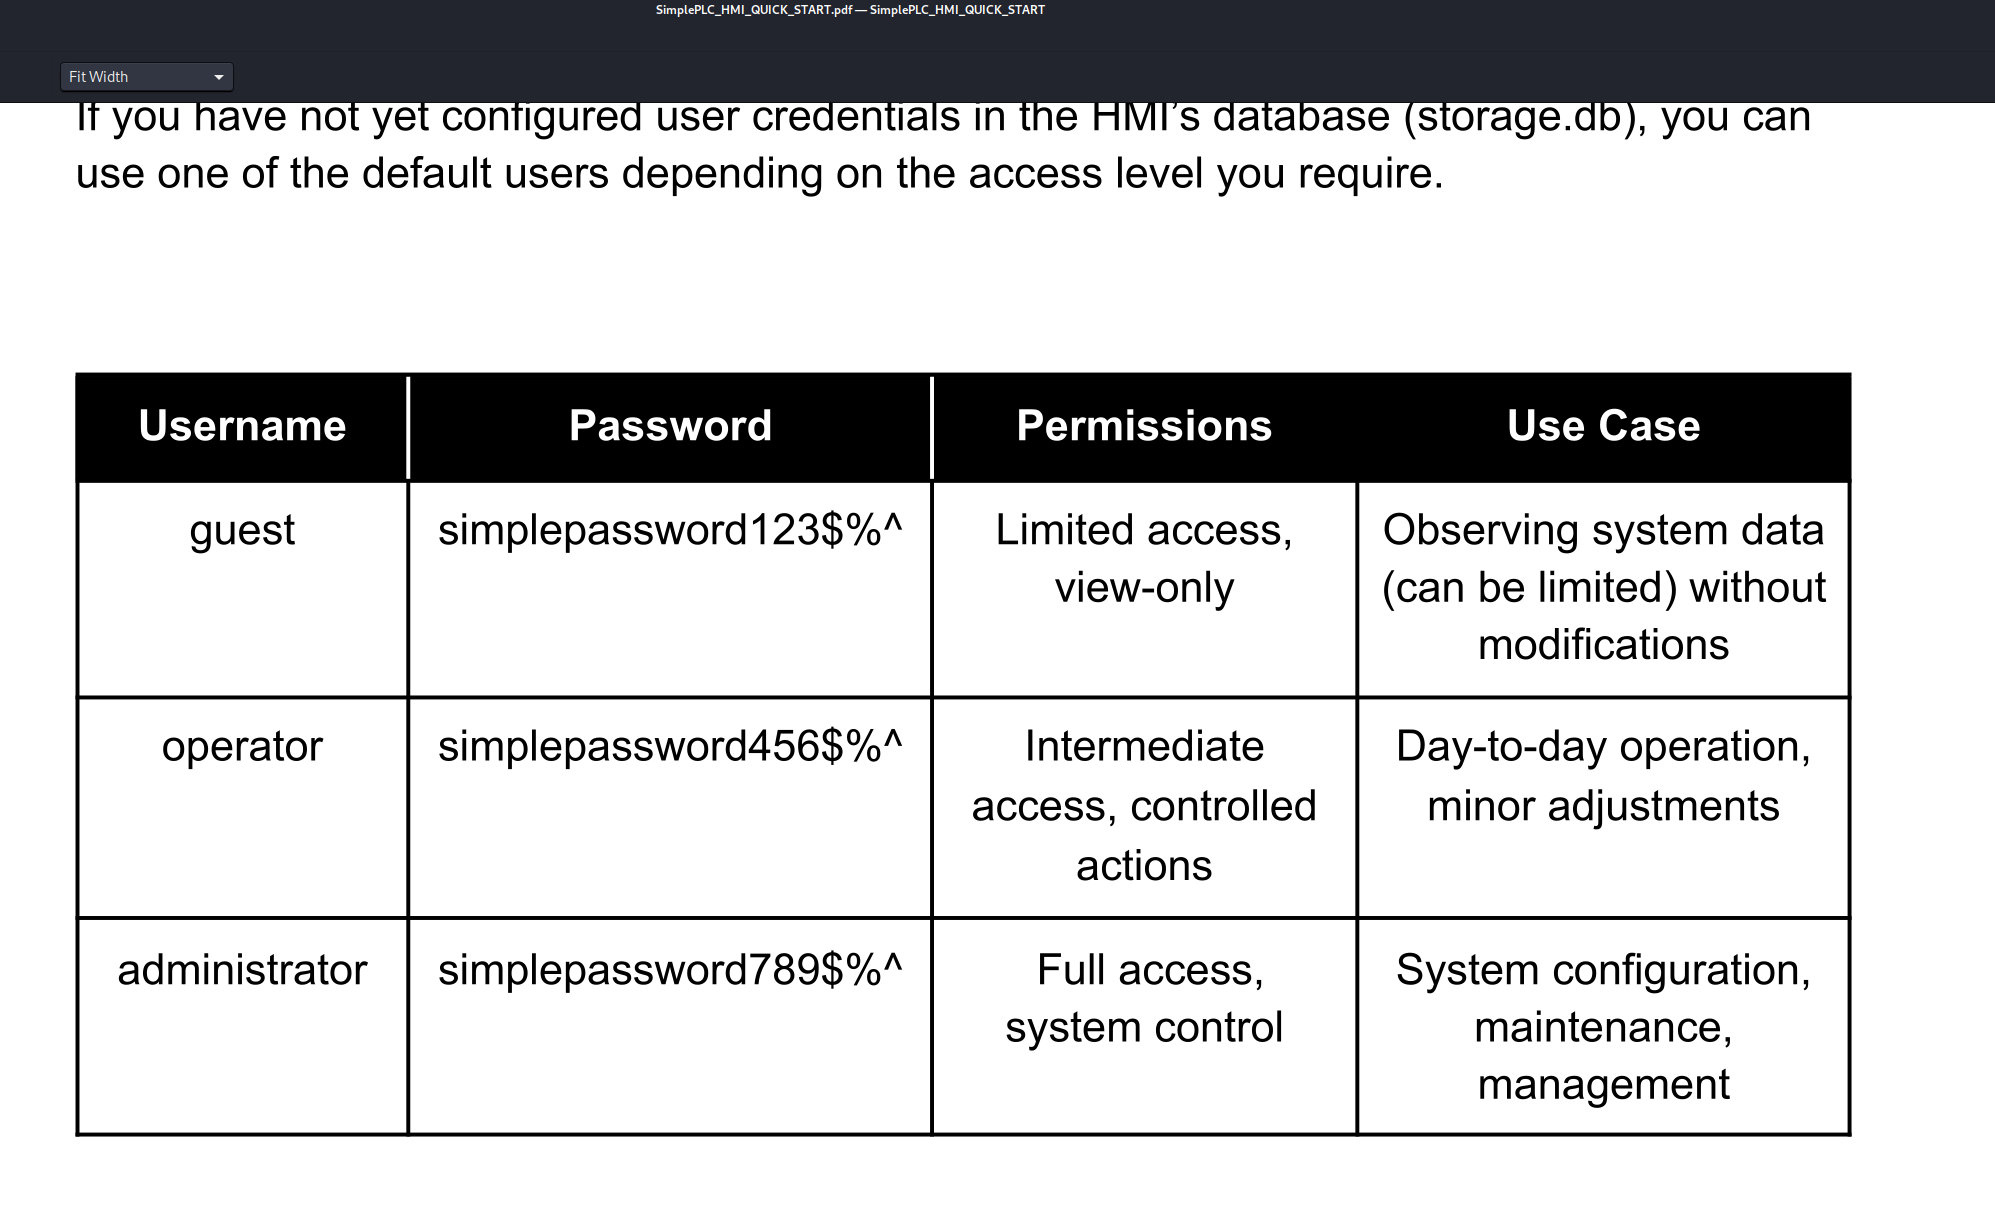 SimplePLC_HMI_QUICK_START.pdf — SimplePLC_HMI_QUICK_START
Fit Width
If you have not yet configured user credentials in the HMI's database (storage.db), you can
use one of the default users depending on the access level you require.
Username Password Permissions Use Case
guest simplepassword123$%^ Limited access, Observing system data
view-only (can be limited) without
modifications
operator simplepassword456$%^ Intermediate Day-to-day operation,
access, controlled minor adjustments
actions
administrator simplepassword789$%^ Full access, System configuration,
system control maintenance,
management